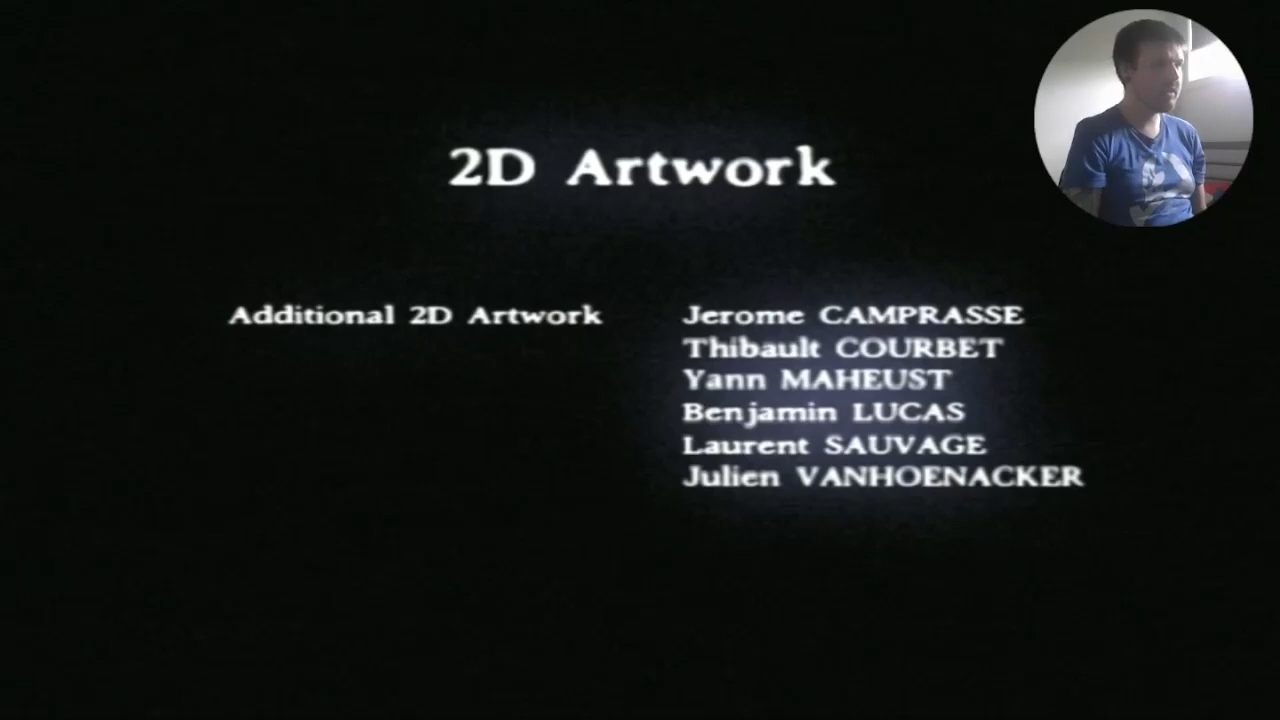 2D Artwork
Additional 2D Artwork Jerome CAMPRASSE
Thibault COURBET
Yann MAHEUST
Benjamin LUCAS
Laurent SAUVAGE
Julien VANHOENACKER